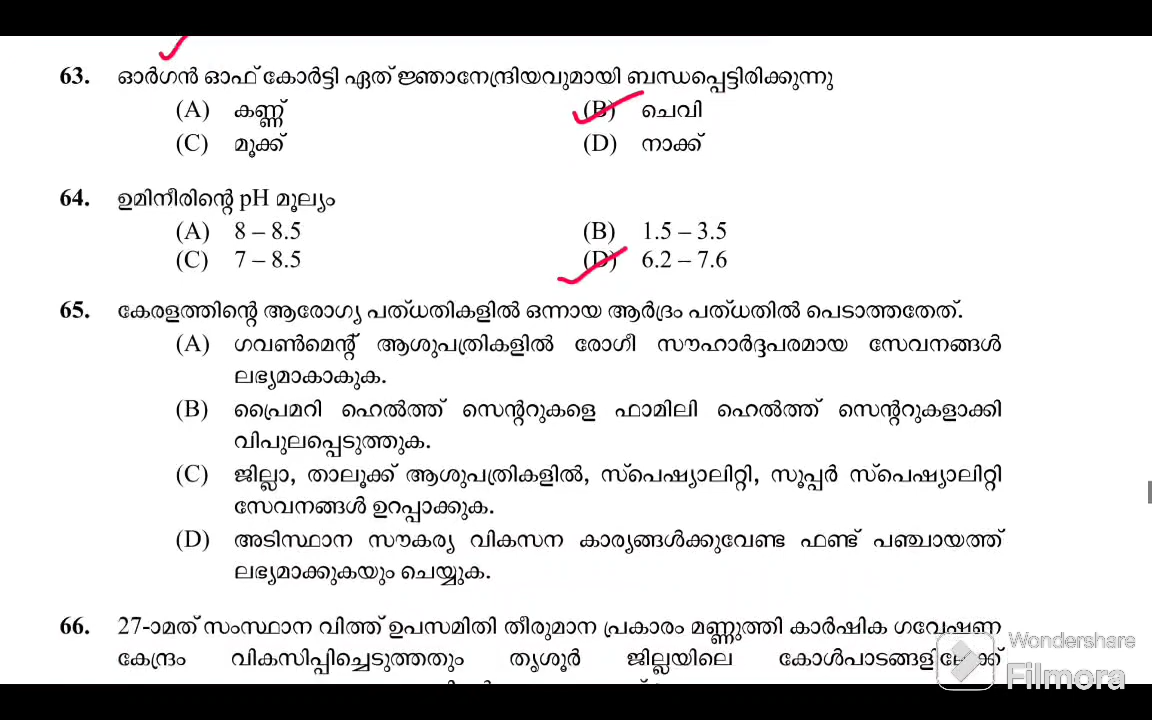 63. ഓർഗൻ ഓഫ് കോർട്ടി ഏത് ജ്ഞാനേന്ദ്രിയവുമായി ബന്ധപ്പെട്ടിരിക്കുന്നു
(A) കണ്ണ് (B) ചെവി
(C) മൂക്ക് (D) നാക്ക്
64. ഉമിനീരിന്റെ pH മൂല്യം
(A) 8 – 8.5 (B) 1.5 – 3.5
(C) 7 – 8.5 (D) 6.2 – 7.6
65. കേരളത്തിന്റെ ആരോഗ്യ പത്ധതികളിൽ ഒന്നായ ആർദ്രം പത്ധതിൽ പെടാത്തതേത്.
(A) ഗവൺമെന്റ് ആശുപത്രികളിൽ രോഗീ സൗഹാർദ്ദപരമായ സേവനങ്ങൾ
ലഭ്യമാകാകുക.
(B) പ്രൈമറി ഹെൽത്ത് സെന്ററുകളെ ഫാമിലി ഹെൽത്ത് സെന്ററുകളാക്കി
വിപുലപ്പെടുത്തുക.
(C) ജില്ലാ, താലൂക്ക് ആശുപത്രികളിൽ, സ്പെഷ്യാലിറ്റി, സൂപ്പർ സ്പെഷ്യാലിറ്റി
സേവനങ്ങൾ ഉറപ്പാക്കുക.
(D) അടിസ്ഥാന സൗകര്യ വികസന കാര്യങ്ങൾക്കുവേണ്ട ഫണ്ട് പഞ്ചായത്ത്
ലഭ്യമാക്കുകയും ചെയ്യുക.
66. 27-ാമത് സംസ്ഥാന വിത്ത് ഉപസമിതി തീരുമാന പ്രകാരം മണ്ണുത്തി കാർഷിക ഗവേഷണ
കേന്ദ്രം വികസിപ്പിച്ചെടുത്തതും തൃശൂർ ജില്ലയിലെ കോൾപാടങ്ങളിലേക്ക്
Wondershare
Filmora